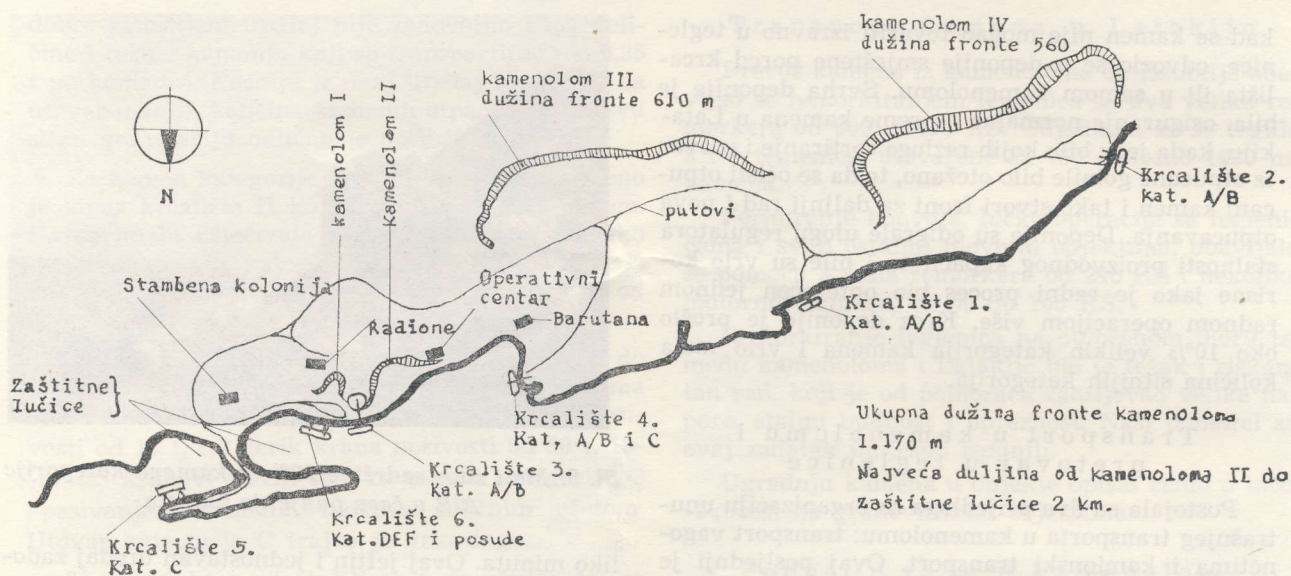 kamenolom IV
dužina fronte 560
kamenolom III
dužina fronte 610 m
kamenolom I
kamenolom II
N
Krcalište 2.
Kat. A/B
putovi
Operativni
centar
Stambena kolonija
Radione
Barutana
Krcalište 1.
Kat. A/B
Zaštitne
lučice
Krcalište 4.
Kat. A/B i C
Ukupna dužina fronte kamenoloma
1.170 m
Najveća duljina od kamenoloma II do
Zaštitne lučice 2 km.
Krcalište 3.
Kat. A/B
Krcalište 6.
Kat.DEF i posude
Krcalište 5.
Kat. C